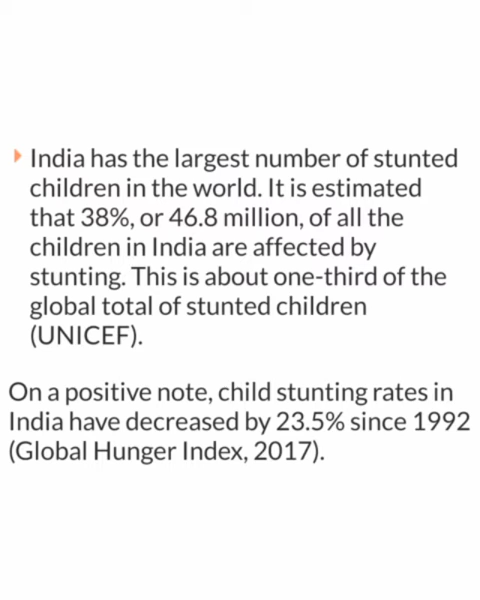 India has the largest number of stunted
children in the world. It is estimated
that 38%, or 46.8 million, of all the
children in India are affected by
stunting. This is about one-third of the
global total of stunted children
(UNICEF).
On a positive note, child stunting rates in
India have decreased by 23.5% since 1992
(Global Hunger Index, 2017).